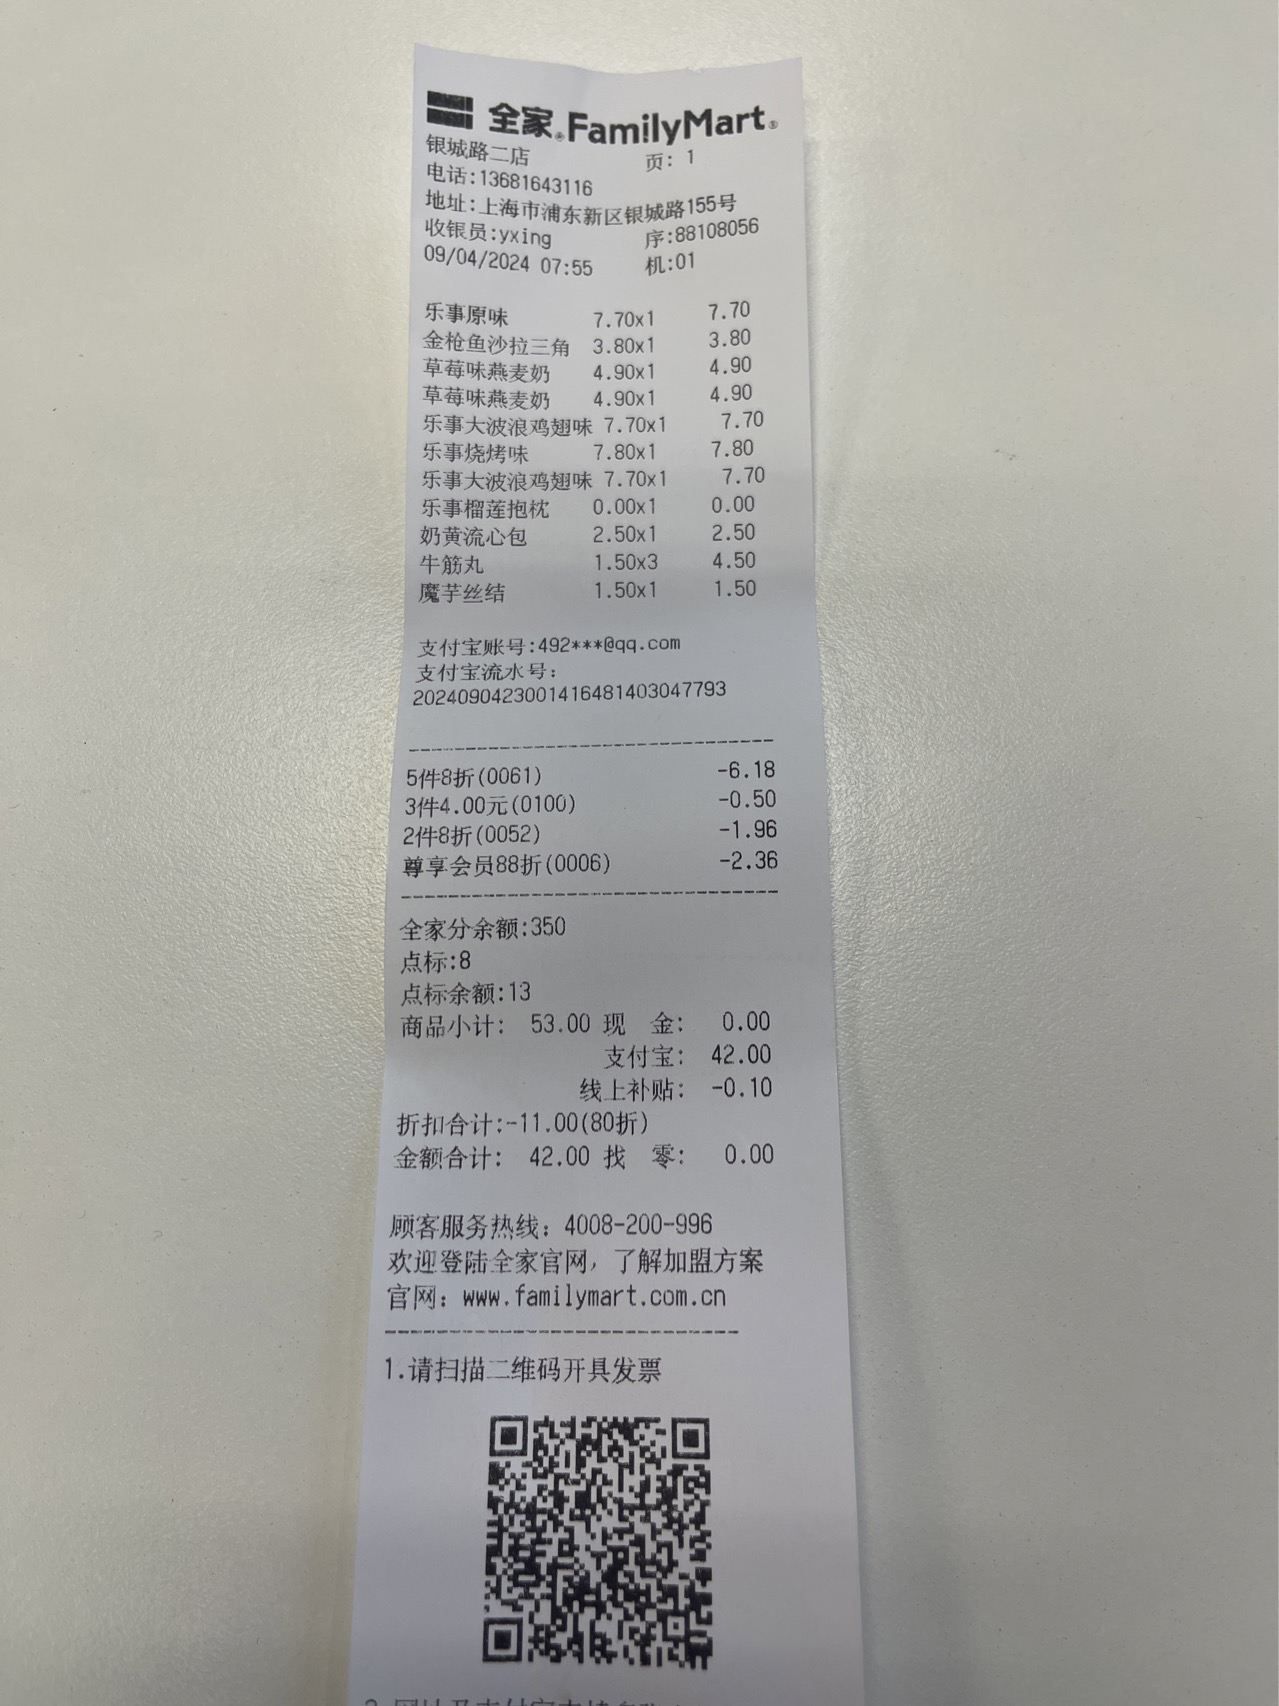 全家®FamilyMart®
银城路二店 页: 1
电话:13681643116
地址:上海市浦东新区银城路155号
收银员:yxing 序:88108056
09/04/2024 07:55 机:01
乐事原味 7.70x1 7.70
金枪鱼沙拉三角 3.80x1 3.80
草莓味燕麦奶 4.90x1 4.90
草莓味燕麦奶 4.90x1 4.90
乐事大波浪鸡翅味 7.70x1 7.70
乐事烧烤味 7.80x1 7.80
乐事大波浪鸡翅味 7.70x1 7.70
乐事榴莲抱枕 0.00x1 0.00
奶黄流心包 2.50x1 2.50
牛筋丸 1.50x3 4.50
魔芋丝结 1.50x1 1.50
支付宝账号:492***@qq.com
支付宝流水号:
2024090423001416481403047793
5件8折(0061) -6.18
3件4.00元(0100) -0.50
2件8折(0052) -1.96
尊享会员88折(0006) -2.36
全家分余额:350
点标:8
点标余额:13
商品小计: 53.00 现 金: 0.00
支付宝: 42.00
线上补贴: -0.10
折扣合计:-11.00(80折)
金额合计: 42.00 找 零: 0.00
顾客服务热线: 4008-200-996
欢迎登陆全家官网，了解加盟方案
官网: www.familymart.com.cn
1.请扫描二维码开具发票